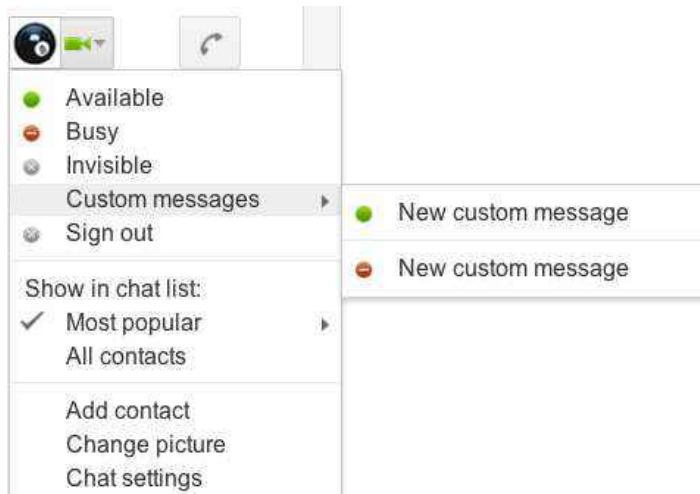 Available
Busy
Invisible
Custom messages
New custom message
Sign out
New custom message
Show in chat list:
Most popular
All contacts
Add contact
Change picture
Chat settings